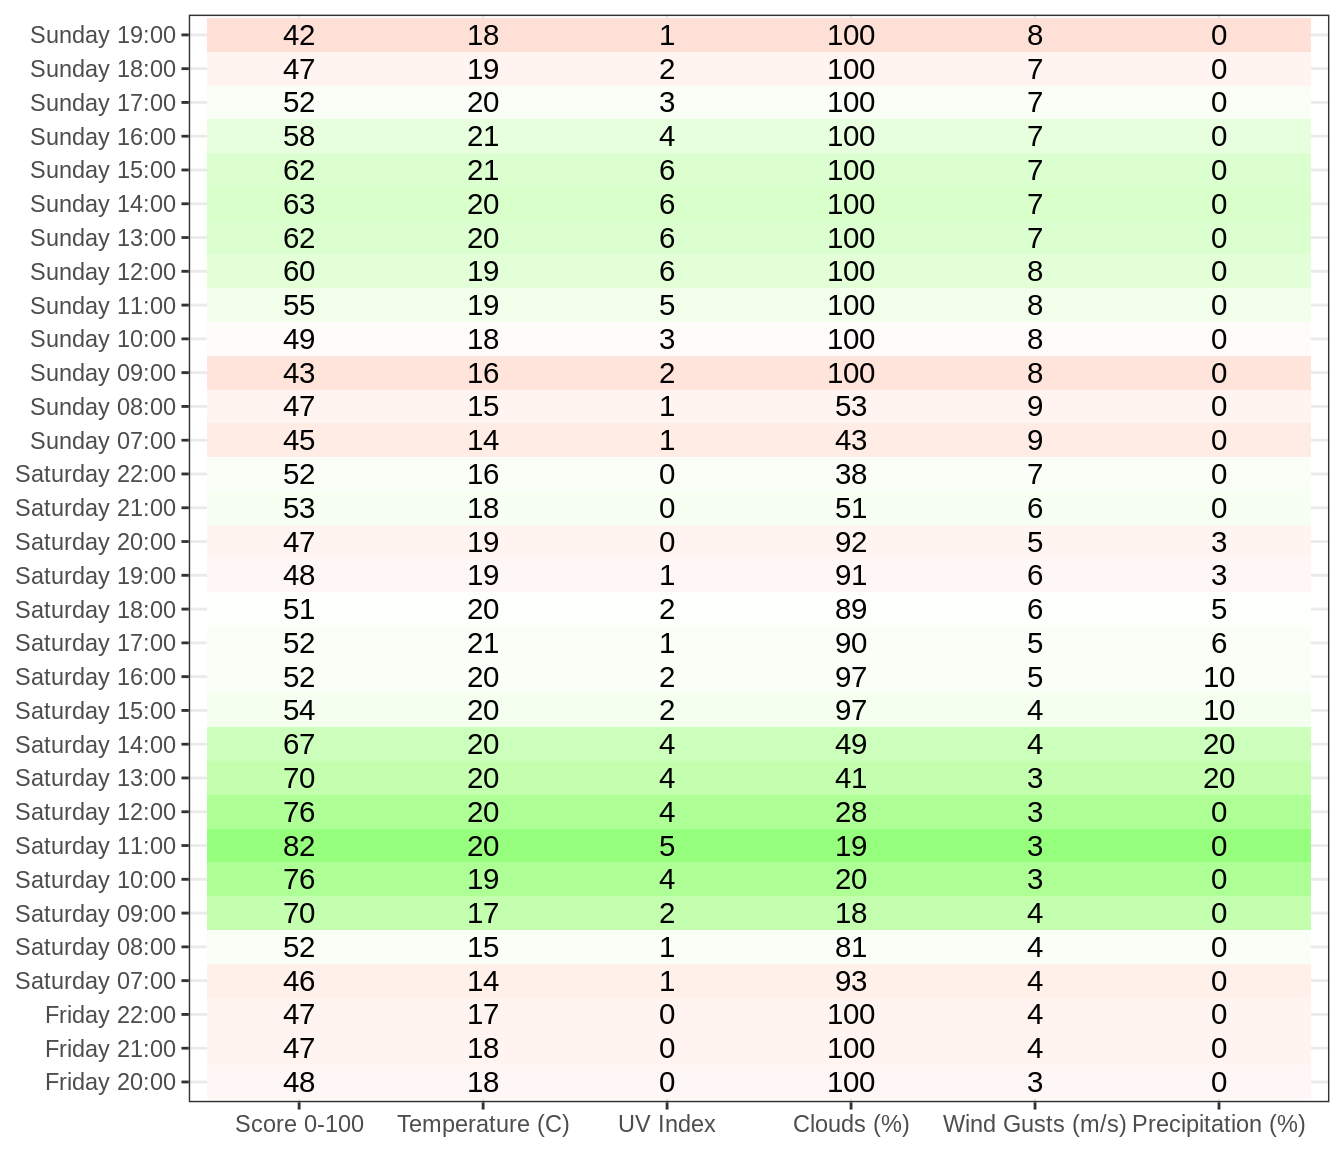 Sunday 19:00 42 18 1 100 8 0
Sunday 18:00 47 19 2 100 7 0
Sunday 17:00 52 20 3 100 7 0
Sunday 16:00 58 21 4 100 7 0
Sunday 15:00 62 21 6 100 7 0
Sunday 14:00 63 20 6 100 7 0
Sunday 13:00 62 20 6 100 7 0
Sunday 12:00 60 19 6 100 8 0
Sunday 11:00 55 19 5 100 8 0
Sunday 10:00 49 18 3 100 8 0
Sunday 09:00 43 16 2 100 8 0
Sunday 08:00 47 15 1 53 9 0
Sunday 07:00 45 14 1 43 9 0
Saturday 22:00 52 16 0 38 7 0
Saturday 21:00 53 18 0 51 6 0
Saturday 20:00 47 19 0 92 5 3
Saturday 19:00 48 19 1 91 6 3
Saturday 18:00 51 20 2 89 6 5
Saturday 17:00 52 21 1 90 5 6
Saturday 16:00 52 20 2 97 5 10
Saturday 15:00 54 20 2 97 4 10
Saturday 14:00 67 20 4 49 4 20
Saturday 13:00 70 20 4 41 3 20
Saturday 12:00 76 20 4 28 3 0
Saturday 11:00 82 20 5 19 3 0
Saturday 10:00 76 19 4 20 3 0
Saturday 09:00 70 17 2 18 4 0
Saturday 08:00 52 15 1 81 4 0
Saturday 07:00 46 14 1 93 4 0
Friday 22:00 47 17 0 100 4 0
Friday 21:00 47 18 0 100 4 0
Friday 20:00 48 18 0 100 3 0
Score 0-100 Temperature (C) UV Index Clouds (%) Wind Gusts (m/s) Precipitation (%)